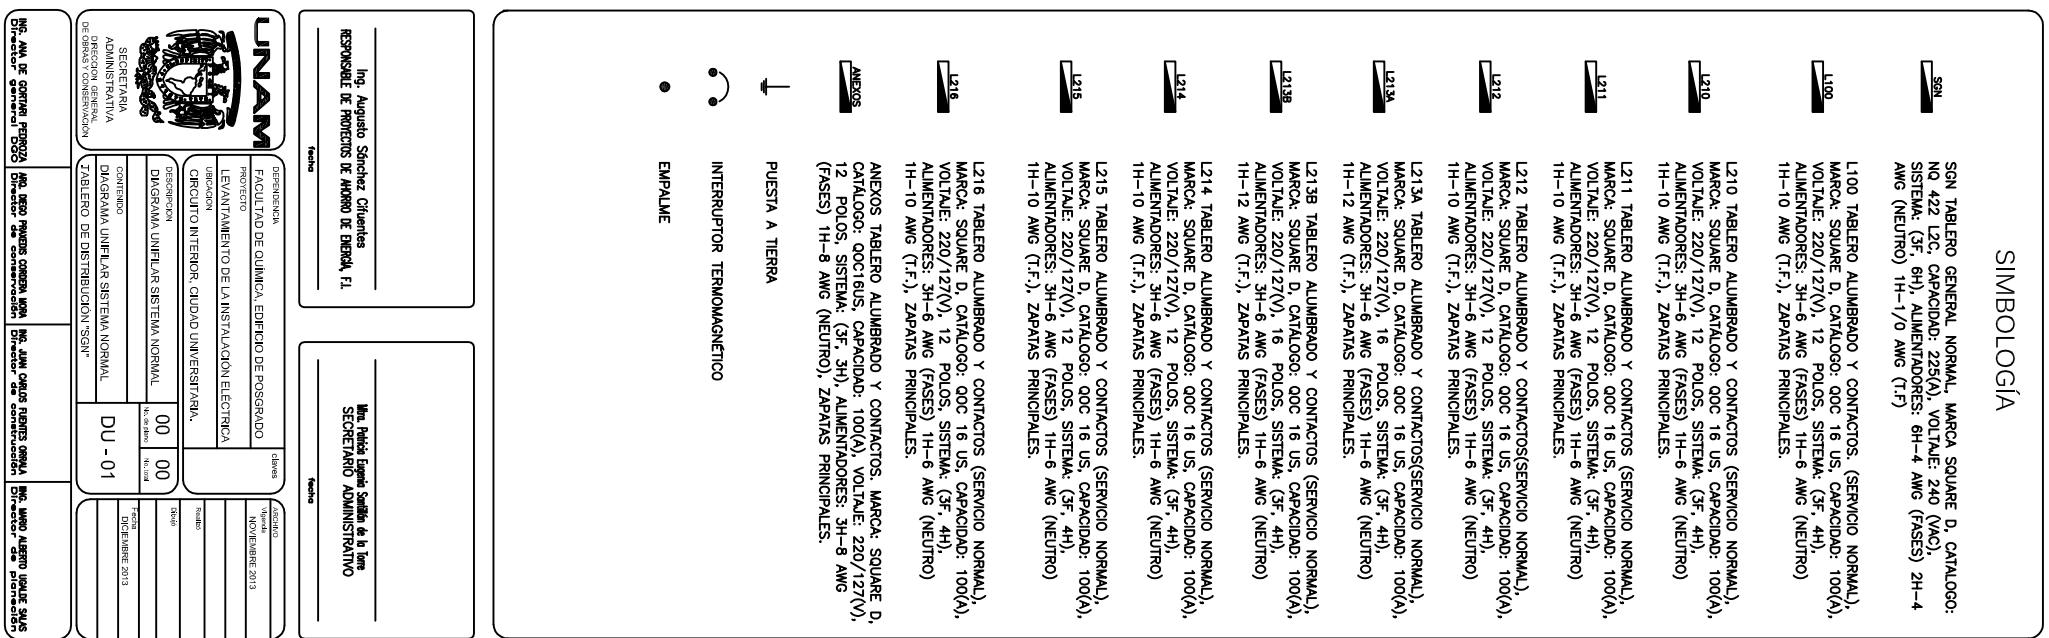 SIMBOLOGÍA
SGN
SGN TABLERO GENERAL NORMAL, MARCA SQUARE D, CATALOGO:
NQ 422 L2C, CAPACIDAD: 225(A), VOLTAJE: 240 (VAC),
SISTEMA: (3F, 6H), ALIMENTADORES: 6H-4 AWG (FASES) 2H-4
AWG (NEUTRO) 1H-1/0 AWG (T.F)
L100
L100 TABLERO ALUMBRADO Y CONTACTOS. (SERVICIO NORMAL),
MARCA: SQUARE D, CATÁLOGO: QOC 16 US, CAPACIDAD: 100(A),
VOLTAJE: 220/127(V), 12 POLOS, SISTEMA: (3F, 4H),
ALIMENTADORES: 3H-6 AWG (FASES) 1H-6 AWG (NEUTRO)
1H-10 AWG (T.F.), ZAPATAS PRINCIPALES.
L210
L210 TABLERO ALUMBRADO Y CONTACTOS (SERVICIO NORMAL),
MARCA: SQUARE D, CATÁLOGO: QOC 16 US, CAPACIDAD: 100(A),
VOLTAJE: 220/127(V), 12 POLOS, SISTEMA: (3F, 4H),
ALIMENTADORES: 3H-6 AWG (FASES) 1H-6 AWG (NEUTRO)
1H-10 AWG (T.F.), ZAPATAS PRINCIPALES.
L211
L211 TABLERO ALUMBRADO Y CONTACTOS (SERVICIO NORMAL),
MARCA: SQUARE D, CATÁLOGO: QOC 16 US, CAPACIDAD: 100(A),
VOLTAJE: 220/127(V), 12 POLOS, SISTEMA: (3F, 4H),
ALIMENTADORES: 3H-6 AWG (FASES) 1H-6 AWG (NEUTRO)
1H-10 AWG (T.F.), ZAPATAS PRINCIPALES.
L212
L212 TABLERO ALUMBRADO Y CONTACTOS(SERVICIO NORMAL),
MARCA: SQUARE D, CATÁLOGO: QOC 16 US, CAPACIDAD: 100(A),
VOLTAJE: 220/127(V), 12 POLOS, SISTEMA: (3F, 4H),
ALIMENTADORES: 3H-6 AWG (FASES) 1H-6 AWG (NEUTRO)
1H-10 AWG (T.F.), ZAPATAS PRINCIPALES.
L213A
L213A TABLERO ALUMBRADO Y CONTACTOS(SERVICIO NORMAL),
MARCA: SQUARE D, CATÁLOGO: QOC 16 US, CAPACIDAD: 100(A),
VOLTAJE: 220/127(V), 16 POLOS, SISTEMA: (3F, 4H),
ALIMENTADORES: 3H-6 AWG (FASES) 1H-6 AWG (NEUTRO)
1H-12 AWG (T.F.), ZAPATAS PRINCIPALES.
L213B
L213B TABLERO ALUMBRADO Y CONTACTOS (SERVICIO NORMAL),
MARCA: SQUARE D, CATÁLOGO: QOC 16 US, CAPACIDAD: 100(A),
VOLTAJE: 220/127(V), 16 POLOS, SISTEMA: (3F, 4H),
ALIMENTADORES: 3H-6 AWG (FASES) 1H-6 AWG (NEUTRO)
1H-12 AWG (T.F.), ZAPATAS PRINCIPALES.
L214
L214 TABLERO ALUMBRADO Y CONTACTOS (SERVICIO NORMAL),
MARCA: SQUARE D, CATÁLOGO: QOC 16 US, CAPACIDAD: 100(A),
VOLTAJE: 220/127(V), 12 POLOS, SISTEMA: (3F, 4H),
ALIMENTADORES: 3H-6 AWG (FASES) 1H-6 AWG (NEUTRO)
1H-10 AWG (T.F.), ZAPATAS PRINCIPALES.
L215
L215 TABLERO ALUMBRADO Y CONTACTOS (SERVICIO NORMAL),
MARCA: SQUARE D, CATÁLOGO: QOC 16 US, CAPACIDAD: 100(A),
VOLTAJE: 220/127(V), 12 POLOS, SISTEMA: (3F, 4H),
ALIMENTADORES: 3H-6 AWG (FASES) 1H-6 AWG (NEUTRO)
1H-10 AWG (T.F.), ZAPATAS PRINCIPALES.
L216
L216 TABLERO ALUMBRADO Y CONTACTOS (SERVICIO NORMAL),
MARCA: SQUARE D, CATÁLOGO: QOC 16 US, CAPACIDAD: 100(A),
VOLTAJE: 220/127(V), 12 POLOS, SISTEMA: (3F, 4H),
ALIMENTADORES: 3H-6 AWG (FASES) 1H-6 AWG (NEUTRO)
1H-10 AWG (T.F.), ZAPATAS PRINCIPALES.
ANEXOS
ANEXOS TABLERO ALUMBRADO Y CONTACTOS. MARCA: SQUARE D,
CATÁLOGO: QOC16US, CAPACIDAD: 100(A), VOLTAJE: 220/127(V),
12 POLOS, SISTEMA: (3F, 3H), ALIMENTADORES: 3H-8 AWG
(FASES) 1H-8 AWG (NEUTRO), ZAPATAS PRINCIPALES.
PUESTA A TIERRA
INTERRUPTOR TERMOMAGNÉTICO
EMPALME
Ing. Augusto Sánchez Cifuentes
RESPONSABLE DE PROYECTOS DE AHORRO DE ENERGÍA, F.I.
fecha
Mtra. Patricia Eugenia Santillán de la Torre
SECRETARIO ADMINISTRATIVO
fecha
UNAM
SECRETARIA
ADMINISTRATIVA
DIRECCION GENERAL
DE OBRAS Y CONSERVACIÓN
DEPENDENCIA
FACULTAD DE QUÍMICA, EDIFICIO DE POSGRADO
PROYECTO
LEVANTAMIENTO DE LA INSTALACIÓN ELÉCTRICA
UBICACION
CIRCUITO INTERIOR, CIUDAD UNIVERSITARIA.
claves
DESCRIPCION
DIAGRAMA UNIFILAR SISTEMA NORMAL
CONTENIDO
DIAGRAMA UNIFILAR SISTEMA NORMAL
TABLERO DE DISTRIBUCIÓN "SGN"
00
No. de plano
00
No. total
DU - 01
ARCHIVO
Vigencia
NOVIEMBRE 2013
Realizó
Dibujó
Fecha
DICIEMBRE 2013
ING. ANA DE GORTARI PEDROZA
Director general DGO
ARQ. DIEGO PRAXEDIS CORDERA MORA
Director de conservación
ING. JUAN CARLOS FUENTES ORRALA
Director de construcción
ING. MARIO ALBERTO UGALDE SALAS
Director de planeación